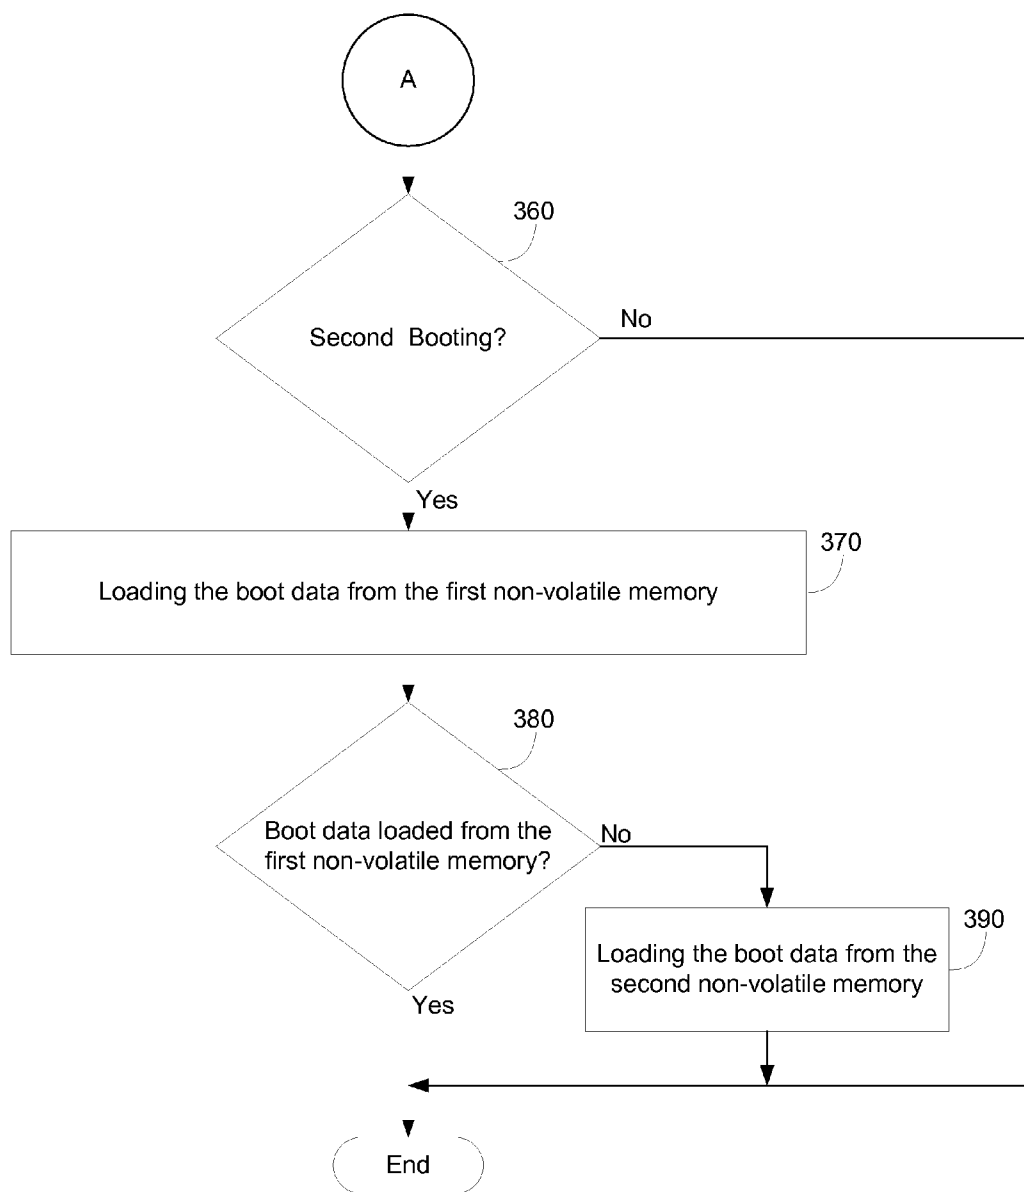 A
360
Second Booting?
No
Yes
370
Loading the boot data from the first non-volatile memory
380
Boot data loaded from the
first non-volatile memory?
No
390
Loading the boot data from the
second non-volatile memory
Yes
End